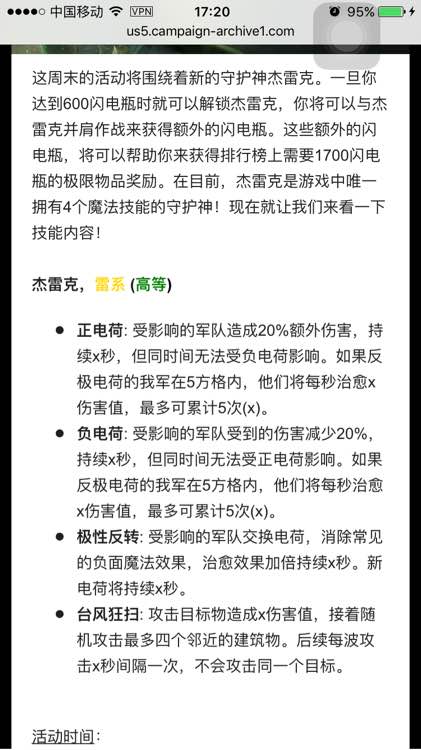 中国移动 VPN 17:20 95%
us5.campaign-archive1.com
这周末的活动将围绕着新的守护神杰雷克。一旦你
达到600闪电瓶时就可以解锁杰雷克，你将可以与杰
雷克并肩作战来获得额外的闪电瓶。这些额外的闪
电瓶，将可以帮助你来获得排行榜上需要1700闪电
瓶的极限物品奖励。在目前，杰雷克是游戏中唯一
拥有4个魔法技能的守护神！现在就让我们来看一下
技能内容！
杰雷克，雷系 (高等)
● 正电荷: 受影响的军队造成20%额外伤害，持
续x秒，但同时间无法受负电荷影响。如果反
极电荷的我军在5方格内，他们将每秒治愈x
伤害值，最多可累计5次(x)。
● 负电荷: 受影响的军队受到的伤害减少20%，
持续x秒，但同时间无法受正电荷影响。如果
反极电荷的我军在5方格内，他们将每秒治愈
x伤害值，最多可累计5次(x)。
● 极性反转: 受影响的军队交换电荷，消除常见
的负面魔法效果，治愈效果加倍持续x秒。新
电荷将持续x秒。
● 台风狂扫: 攻击目标物造成x伤害值，接着随
机攻击最多四个邻近的建筑物。后续每波攻
击x秒间隔一次，不会攻击同一个目标。
活动时间：